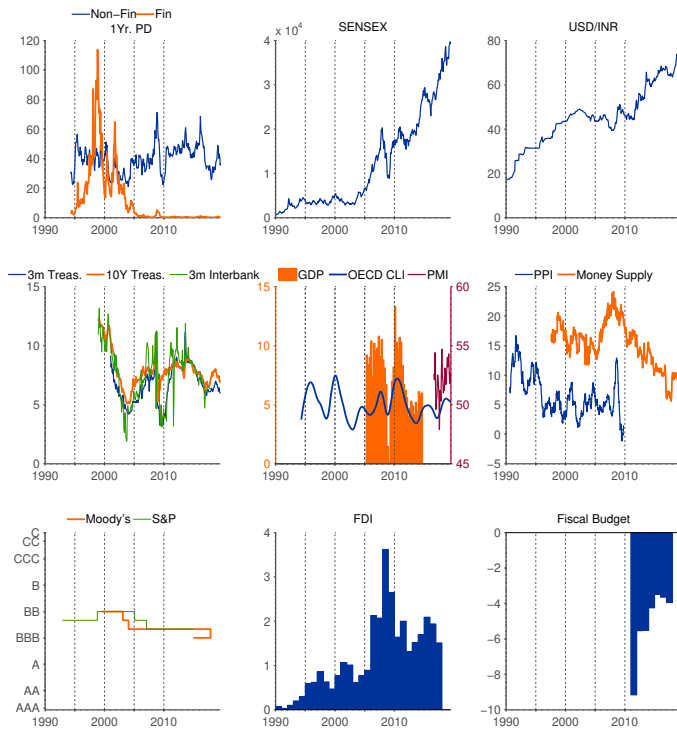 Non-Fin Fin
1Yr. PD
120
100
80
60
40
20
0
1990 2000 2010
SENSEX
x 10^4
4
3
2
1
0
1990 2000 2010
USD/INR
80
60
40
20
0
1990 2000 2010
3m Treas. 10Y Treas. 3m Interbank
15
10
5
0
1990 2000 2010
GDP OECD CLI PMI
15 60
10 55
5 50
0 45
1990 2000 2010
PPI Money Supply
25
20
15
10
5
0
−5
1990 2000 2010
Moody's S&P
C
CC
CCC
B
BB
BBB
A
AA
AAA
1990 2000 2010
FDI
4
3
2
1
0
1990 2000 2010
Fiscal Budget
0
−2
−4
−6
−8
−10
1990 2000 2010